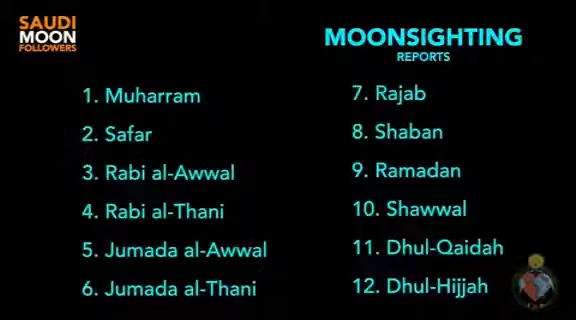 SAUDI
MOON
FOLLOWERS
MOONSIGHTING
REPORTS
1. Muharram
2. Safar
3. Rabi al-Awwal
4. Rabi al-Thani
5. Jumada al-Awwal
6. Jumada al-Thani
7. Rajab
8. Shaban
9. Ramadan
10. Shawwal
11. Dhul-Qaidah
12. Dhul-Hijjah